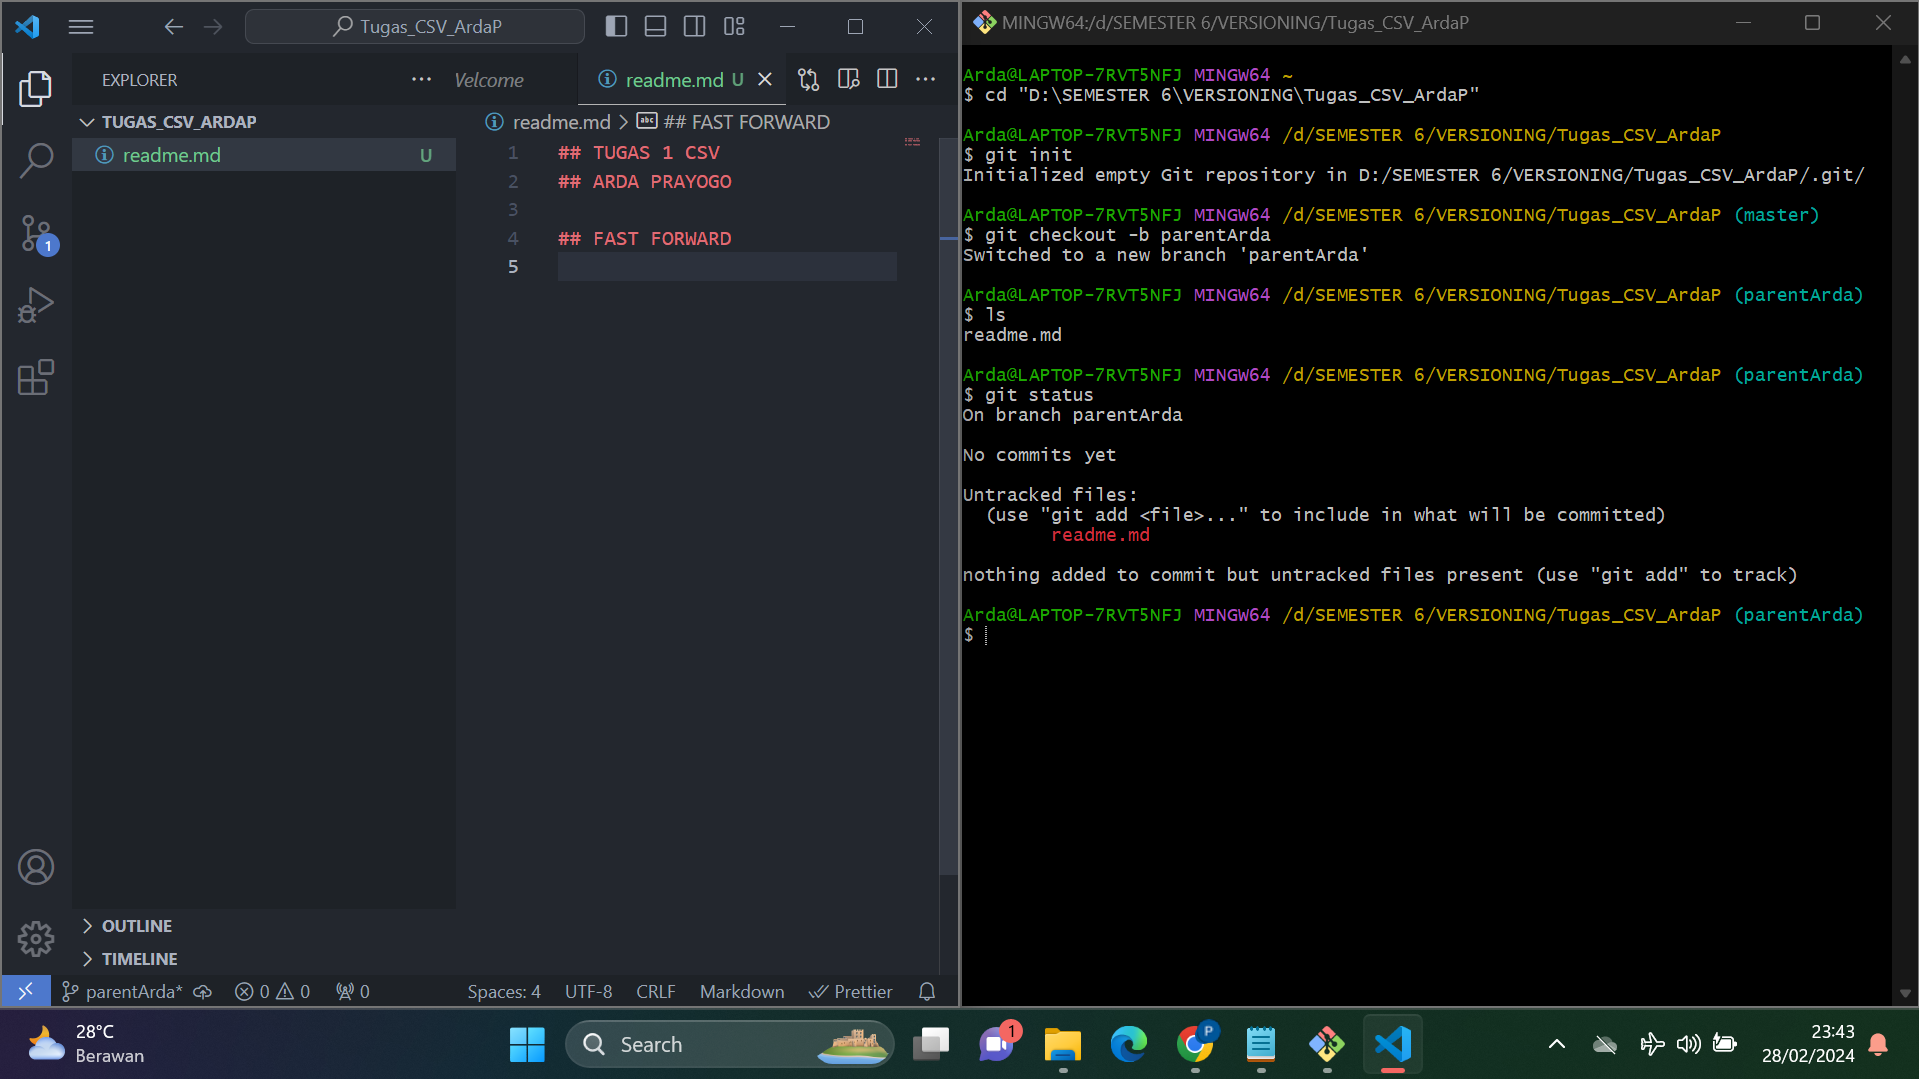 Tugas_CSV_ArdaP
EXPLORER
Velcome
readme.md U
TUGAS_CSV_ARDAP
readme.md U
readme.md > ## FAST FORWARD
1 ## TUGAS 1 CSV
2 ## ARDA PRAYOGO
3
4 ## FAST FORWARD
5
1
OUTLINE
TIMELINE
parentArda* 0 0 0 Spaces: 4 UTF-8 CRLF Markdown Prettier
MINGW64:/d/SEMESTER 6/VERSIONING/Tugas_CSV_ArdaP
Arda@LAPTOP-7RVT5NFJ MINGW64 ~
$ cd "D:\SEMESTER 6\VERSIONING\Tugas_CSV_ArdaP"
Arda@LAPTOP-7RVT5NFJ MINGW64 /d/SEMESTER 6/VERSIONING/Tugas_CSV_ArdaP
$ git init
Initialized empty Git repository in D:/SEMESTER 6/VERSIONING/Tugas_CSV_ArdaP/.git/
Arda@LAPTOP-7RVT5NFJ MINGW64 /d/SEMESTER 6/VERSIONING/Tugas_CSV_ArdaP (master)
$ git checkout -b parentArda
Switched to a new branch 'parentArda'
Arda@LAPTOP-7RVT5NFJ MINGW64 /d/SEMESTER 6/VERSIONING/Tugas_CSV_ArdaP (parentArda)
$ ls
readme.md
Arda@LAPTOP-7RVT5NFJ MINGW64 /d/SEMESTER 6/VERSIONING/Tugas_CSV_ArdaP (parentArda)
$ git status
On branch parentArda
No commits yet
Untracked files:
(use "git add <file>..." to include in what will be committed)
readme.md
nothing added to commit but untracked files present (use "git add" to track)
Arda@LAPTOP-7RVT5NFJ MINGW64 /d/SEMESTER 6/VERSIONING/Tugas_CSV_ArdaP (parentArda)
$
28°C
Berawan
Search
1
P
23:43
28/02/2024